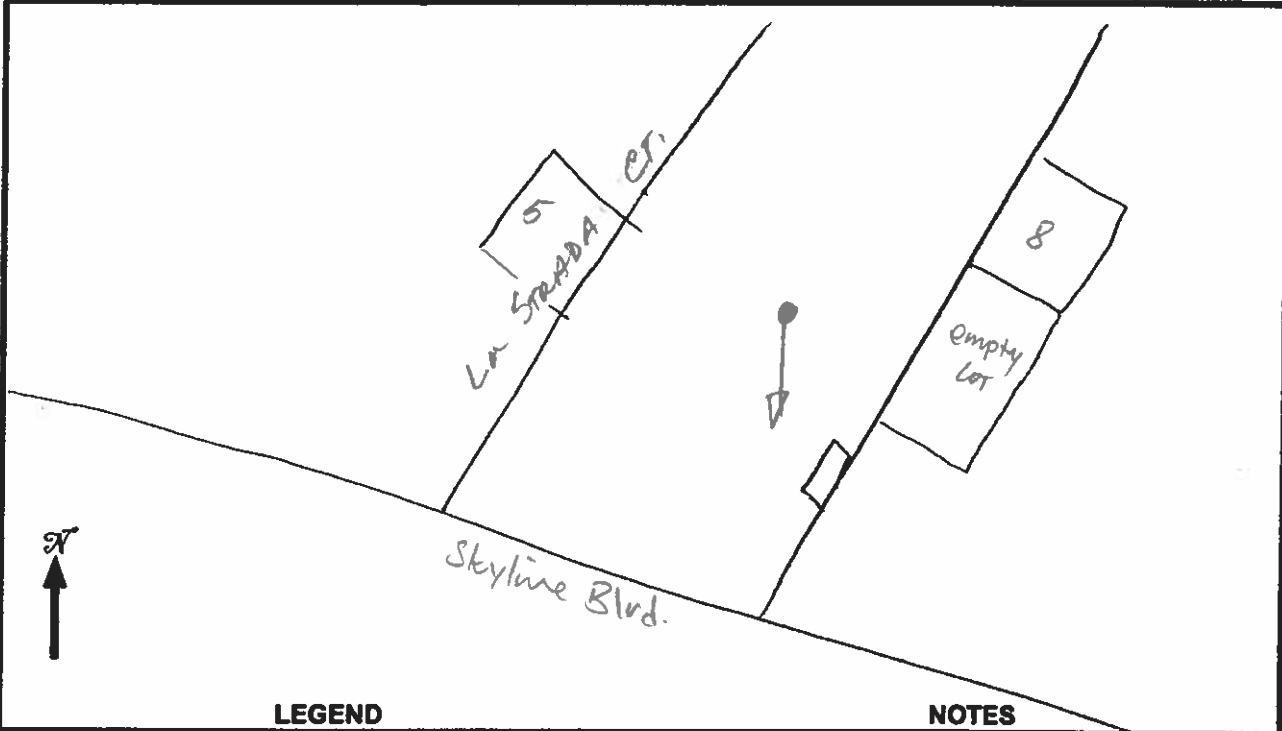 5
La STRADA CT.
8
empty
Lot
N
Skyline Blvd.
LEGEND
NOTES